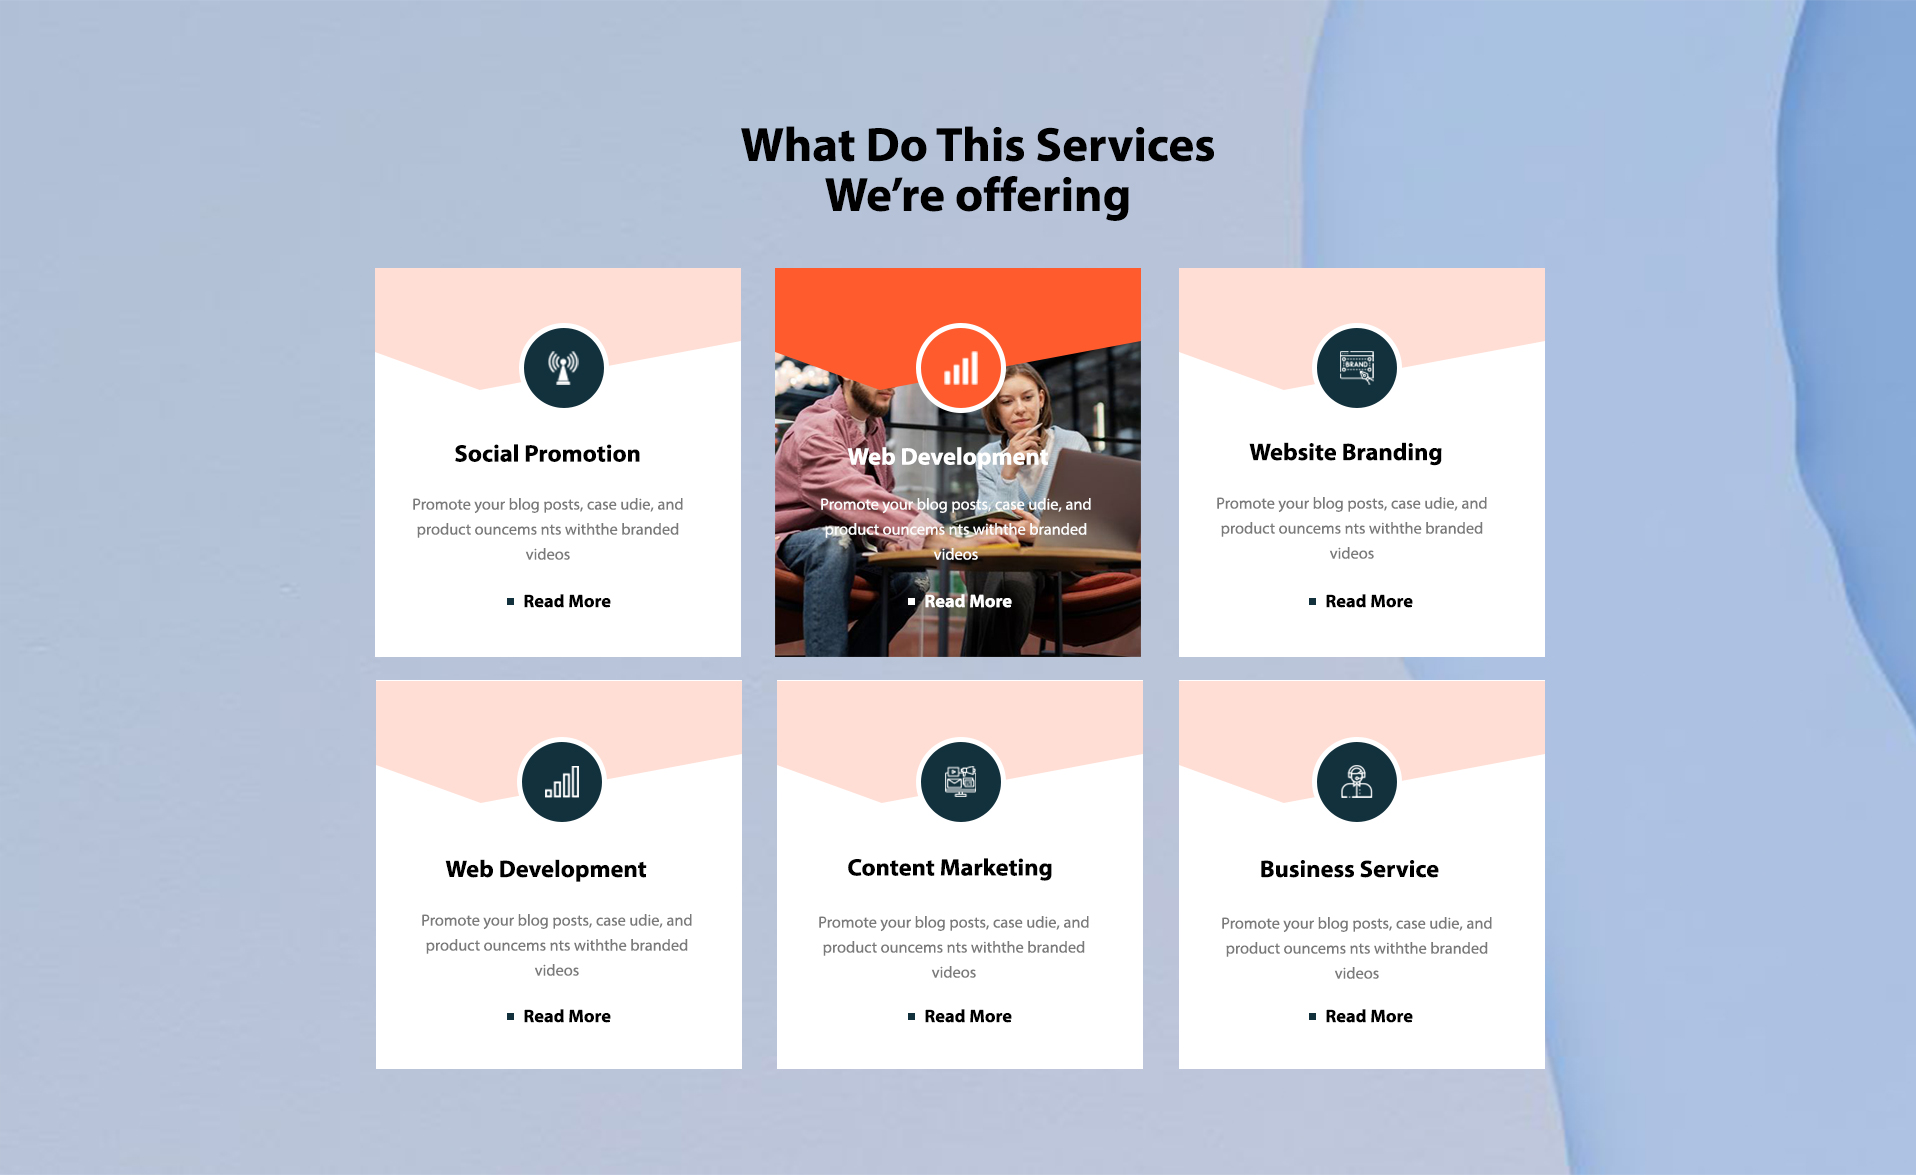 What Do This Services
We're offering
Social Promotion
Promote your blog posts, case udie, and
product ouncems nts withthe branded
videos
Read More
Web Development
Promote your blog posts, case udie, and
product ouncems nts withthe branded
videos
Read More
BRAND
Website Branding
Promote your blog posts, case udie, and
product ouncems nts withthe branded
videos
Read More
Web Development
Promote your blog posts, case udie, and
product ouncems nts withthe branded
videos
Read More
Content Marketing
Promote your blog posts, case udie, and
product ouncems nts withthe branded
videos
Read More
Business Service
Promote your blog posts, case udie, and
product ouncems nts withthe branded
videos
Read More